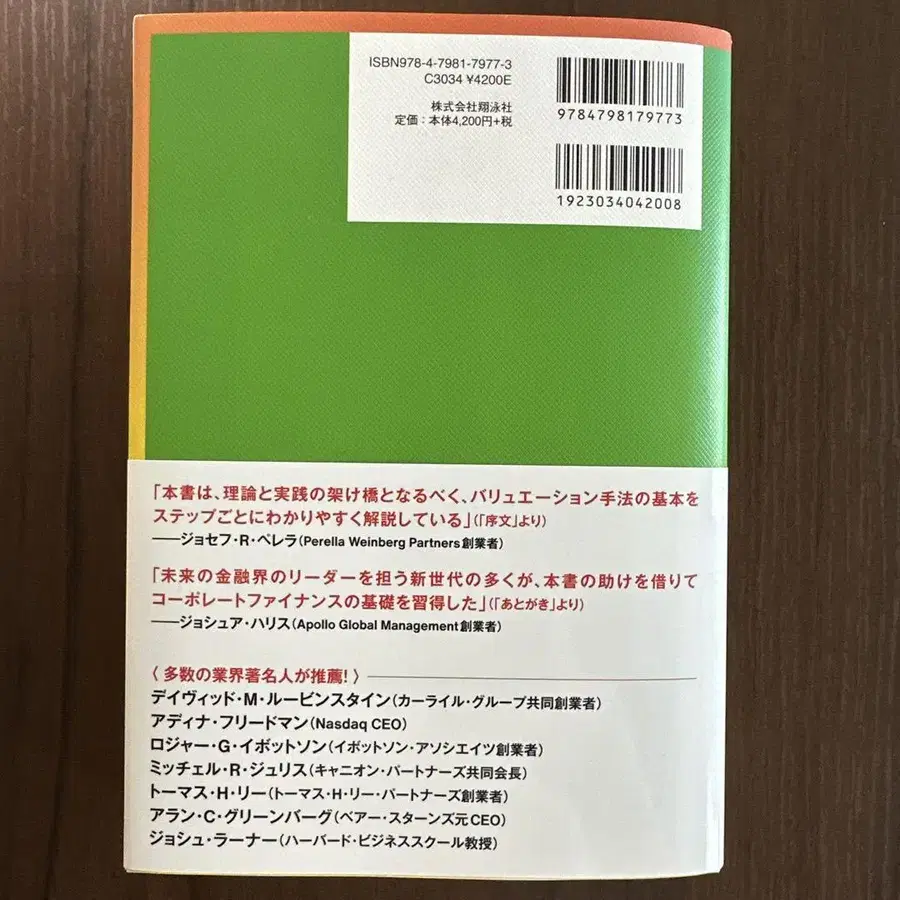 ISBN978-4-7981-7977-3
C3034 ¥4200E
株式会社翔泳社
定価：本体4,200円+税
9784798179773
1923034042008
「本書は、理論と実践の架け橋となるべく、バリュエーション手法の基本を
ステップごとにわかりやすく解説している」（「序文」より）
――ジョセフ・R・ペレラ（Perella Weinberg Partners創業者）
「未来の金融界のリーダーを担う新世代の多くが、本書の助けを借りて
コーポレートファイナンスの基礎を習得した」（「あとがき」より）
――ジョシュア・ハリス（Apollo Global Management創業者）
〈 多数の業界著名人が推薦！〉
デイヴィッド・M・ルービンスタイン（カーライル・グループ共同創業者）
アディナ・フリードマン（Nasdaq CEO）
ロジャー・G・イボットソン（イボットソン・アソシエイツ創業者）
ミッチェル・R・ジュリス（キャニオン・パートナーズ共同会長）
トーマス・H・リー（トーマス・H・リー・パートナーズ創業者）
アラン・C・グリーンバーグ（ベアー・スターンズ元CEO）
ジョシュ・ラーナー（ハーバード・ビジネススクール教授）